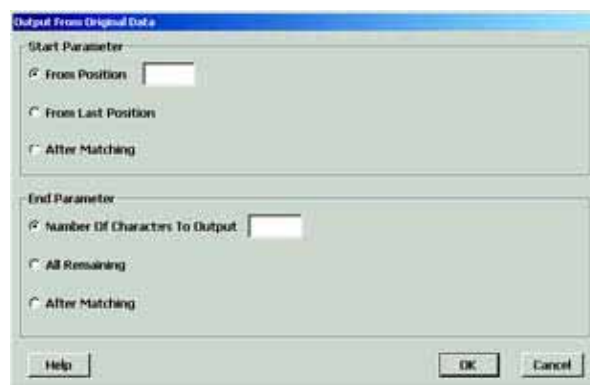 Output From Original Data
Start Parameter
From Position
From Last Position
After Matching
End Parameter
Number Of Characters To Output
All Remaining
After Matching
Help
OK
Cancel